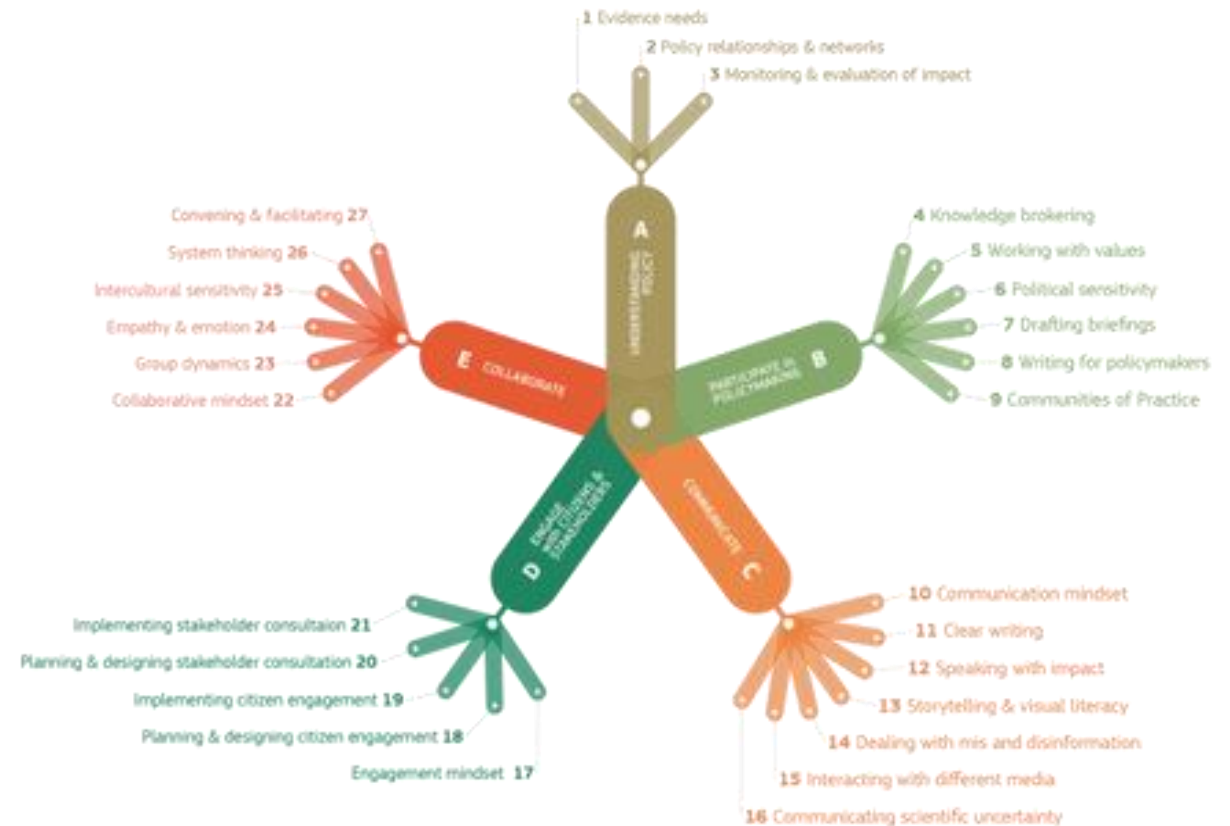 1 Evidence needs
2 Policy relationships & networks
3 Monitoring & evaluation of impact
A
UNDERSTANDING
POLICY
4 Knowledge brokering
5 Working with values
6 Political sensitivity
7 Drafting briefings
8 Writing for policymakers
9 Communities of Practice
B
PARTICIPATE in
POLICYMAKING
10 Communication mindset
11 Clear writing
12 Speaking with impact
13 Storytelling & visual literacy
14 Dealing with mis and disinformation
15 Interacting with different media
16 Communicating scientific uncertainty
C
COMMUNICATE
Engagement mindset 17
Planning & designing citizen engagement 18
Implementing citizen engagement 19
Planning & designing stakeholder consultation 20
Implementing stakeholder consultaion 21
D
ENGAGE
with CITIZENS &
STAKEHOLDERS
Collaborative mindset 22
Group dynamics 23
Empathy & emotion 24
Intercultural sensitivity 25
System thinking 26
Convening & facilitating 27
E
COLLABORATE